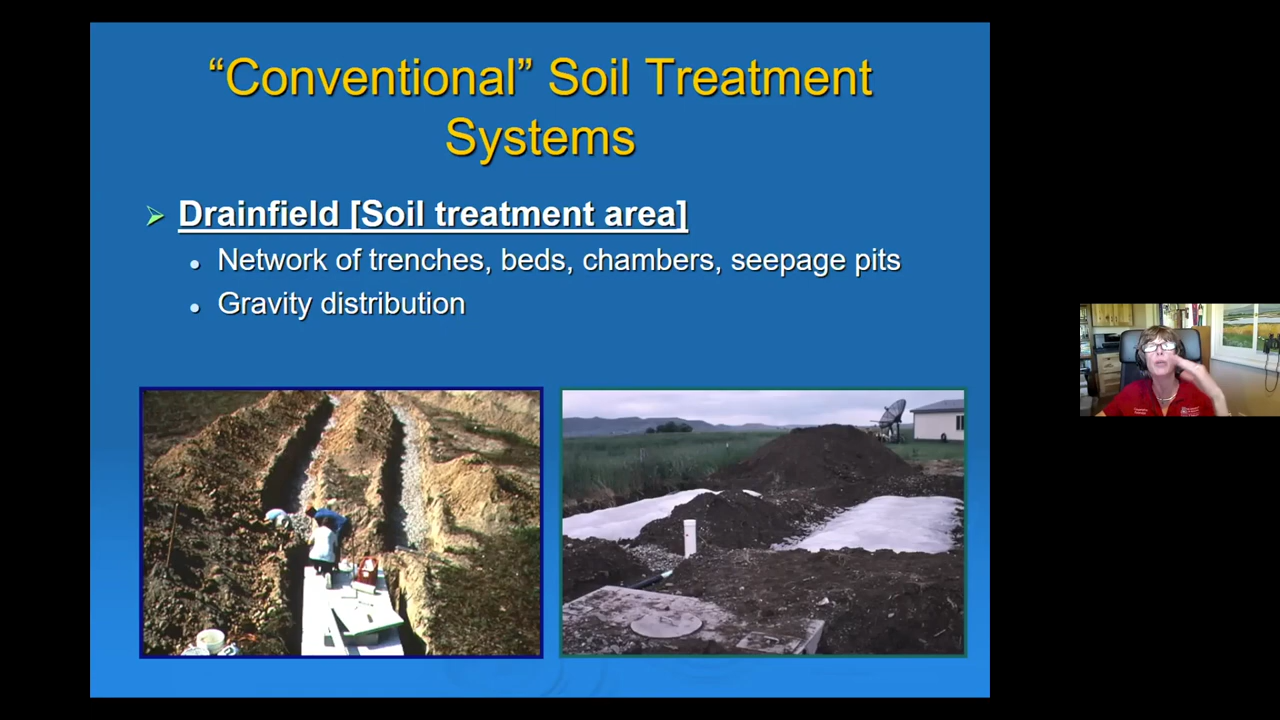 “Conventional” Soil Treatment
Systems
Drainfield [Soil treatment area]
Network of trenches, beds, chambers, seepage pits
Gravity distribution